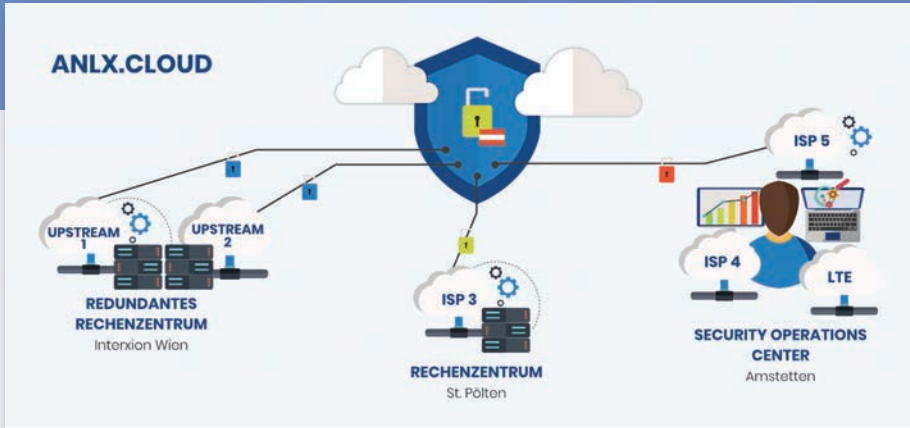 ANLX.CLOUD
UPSTREAM
1
UPSTREAM
2
REDUNDANTES
RECHENZENTRUM
Interxion Wien
ISP 3
RECHENZENTRUM
St. Pölten
ISP 5
ISP 4
LTE
SECURITY OPERATIONS
CENTER
Amstetten